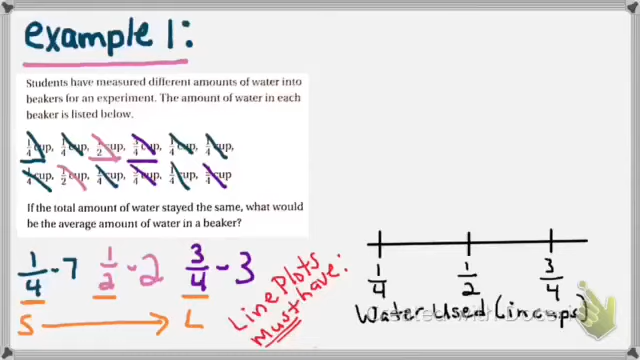 example 1:
Students have measured different amounts of water into
beakers for an experiment. The amount of water in each
beaker is listed below.
1/4 cup, 1/4 cup, 1/2 cup, 3/4 cup, 1/4 cup, 1/4 cup,
1/4 cup, 1/2 cup, 1/4 cup, 3/4 cup, 1/4 cup, 3/4 cup
If the total amount of water stayed the same, what would
be the average amount of water in a beaker?
1/4 - 7 1/2 - 2 3/4 - 3
S L
Line Plots
Must have:
1/4 1/2 3/4
Water Used (in cups)